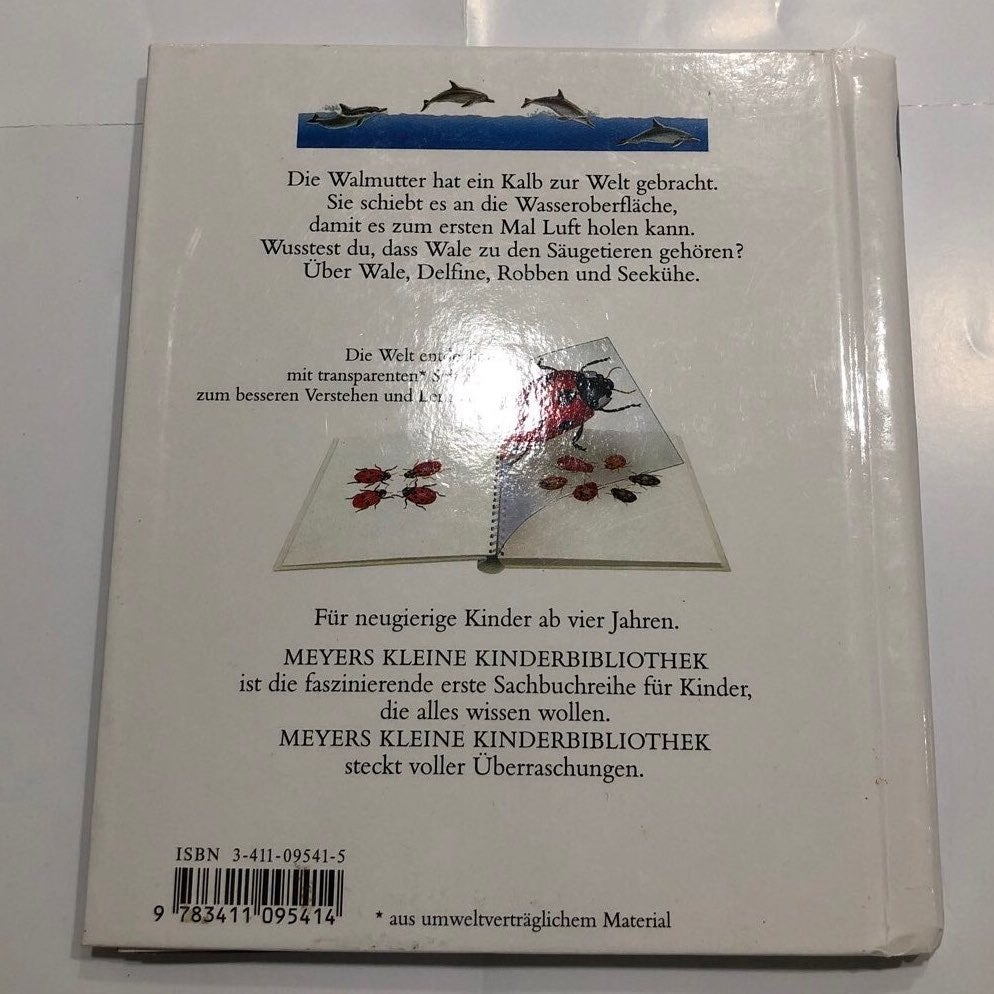 Die Walmutter hat ein Kalb zur Welt gebracht.
Sie schiebt es an die Wasseroberfläche,
damit es zum ersten Mal Luft holen kann.
Wusstest du, dass Wale zu den Säugetieren gehören?
Über Wale, Delfine, Robben und Seekühe.
Die Welt
mit transparenten*
zum besseren Verstehen und
Für neugierige Kinder ab vier Jahren.
MEYERS KLEINE KINDERBIBLIOTHEK
ist die faszinierende erste Sachbuchreihe für Kinder,
die alles wissen wollen.
MEYERS KLEINE KINDERBIBLIOTHEK
steckt voller Überraschungen.
ISBN 3-411-09541-5
9 783411 095414
* aus umweltverträglichem Material